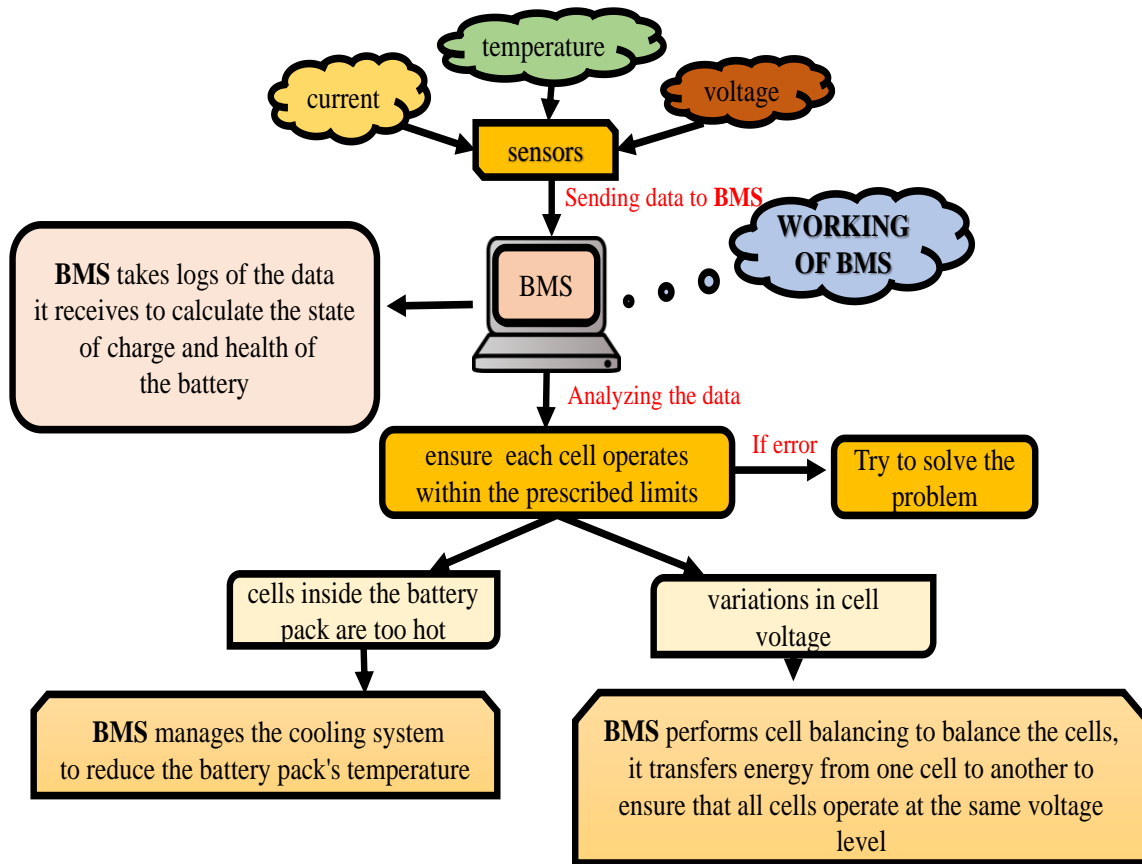 temperature
current
voltage
sensors
Sending data to BMS
WORKING
OF BMS
BMS takes logs of the data
it receives to calculate the state
of charge and health of
the battery
BMS
Analyzing the data
ensure each cell operates
within the prescribed limits
If error
Try to solve the
problem
cells inside the battery
pack are too hot
variations in cell
voltage
BMS manages the cooling system
to reduce the battery pack's temperature
BMS performs cell balancing to balance the cells,
it transfers energy from one cell to another to
ensure that all cells operate at the same voltage
level